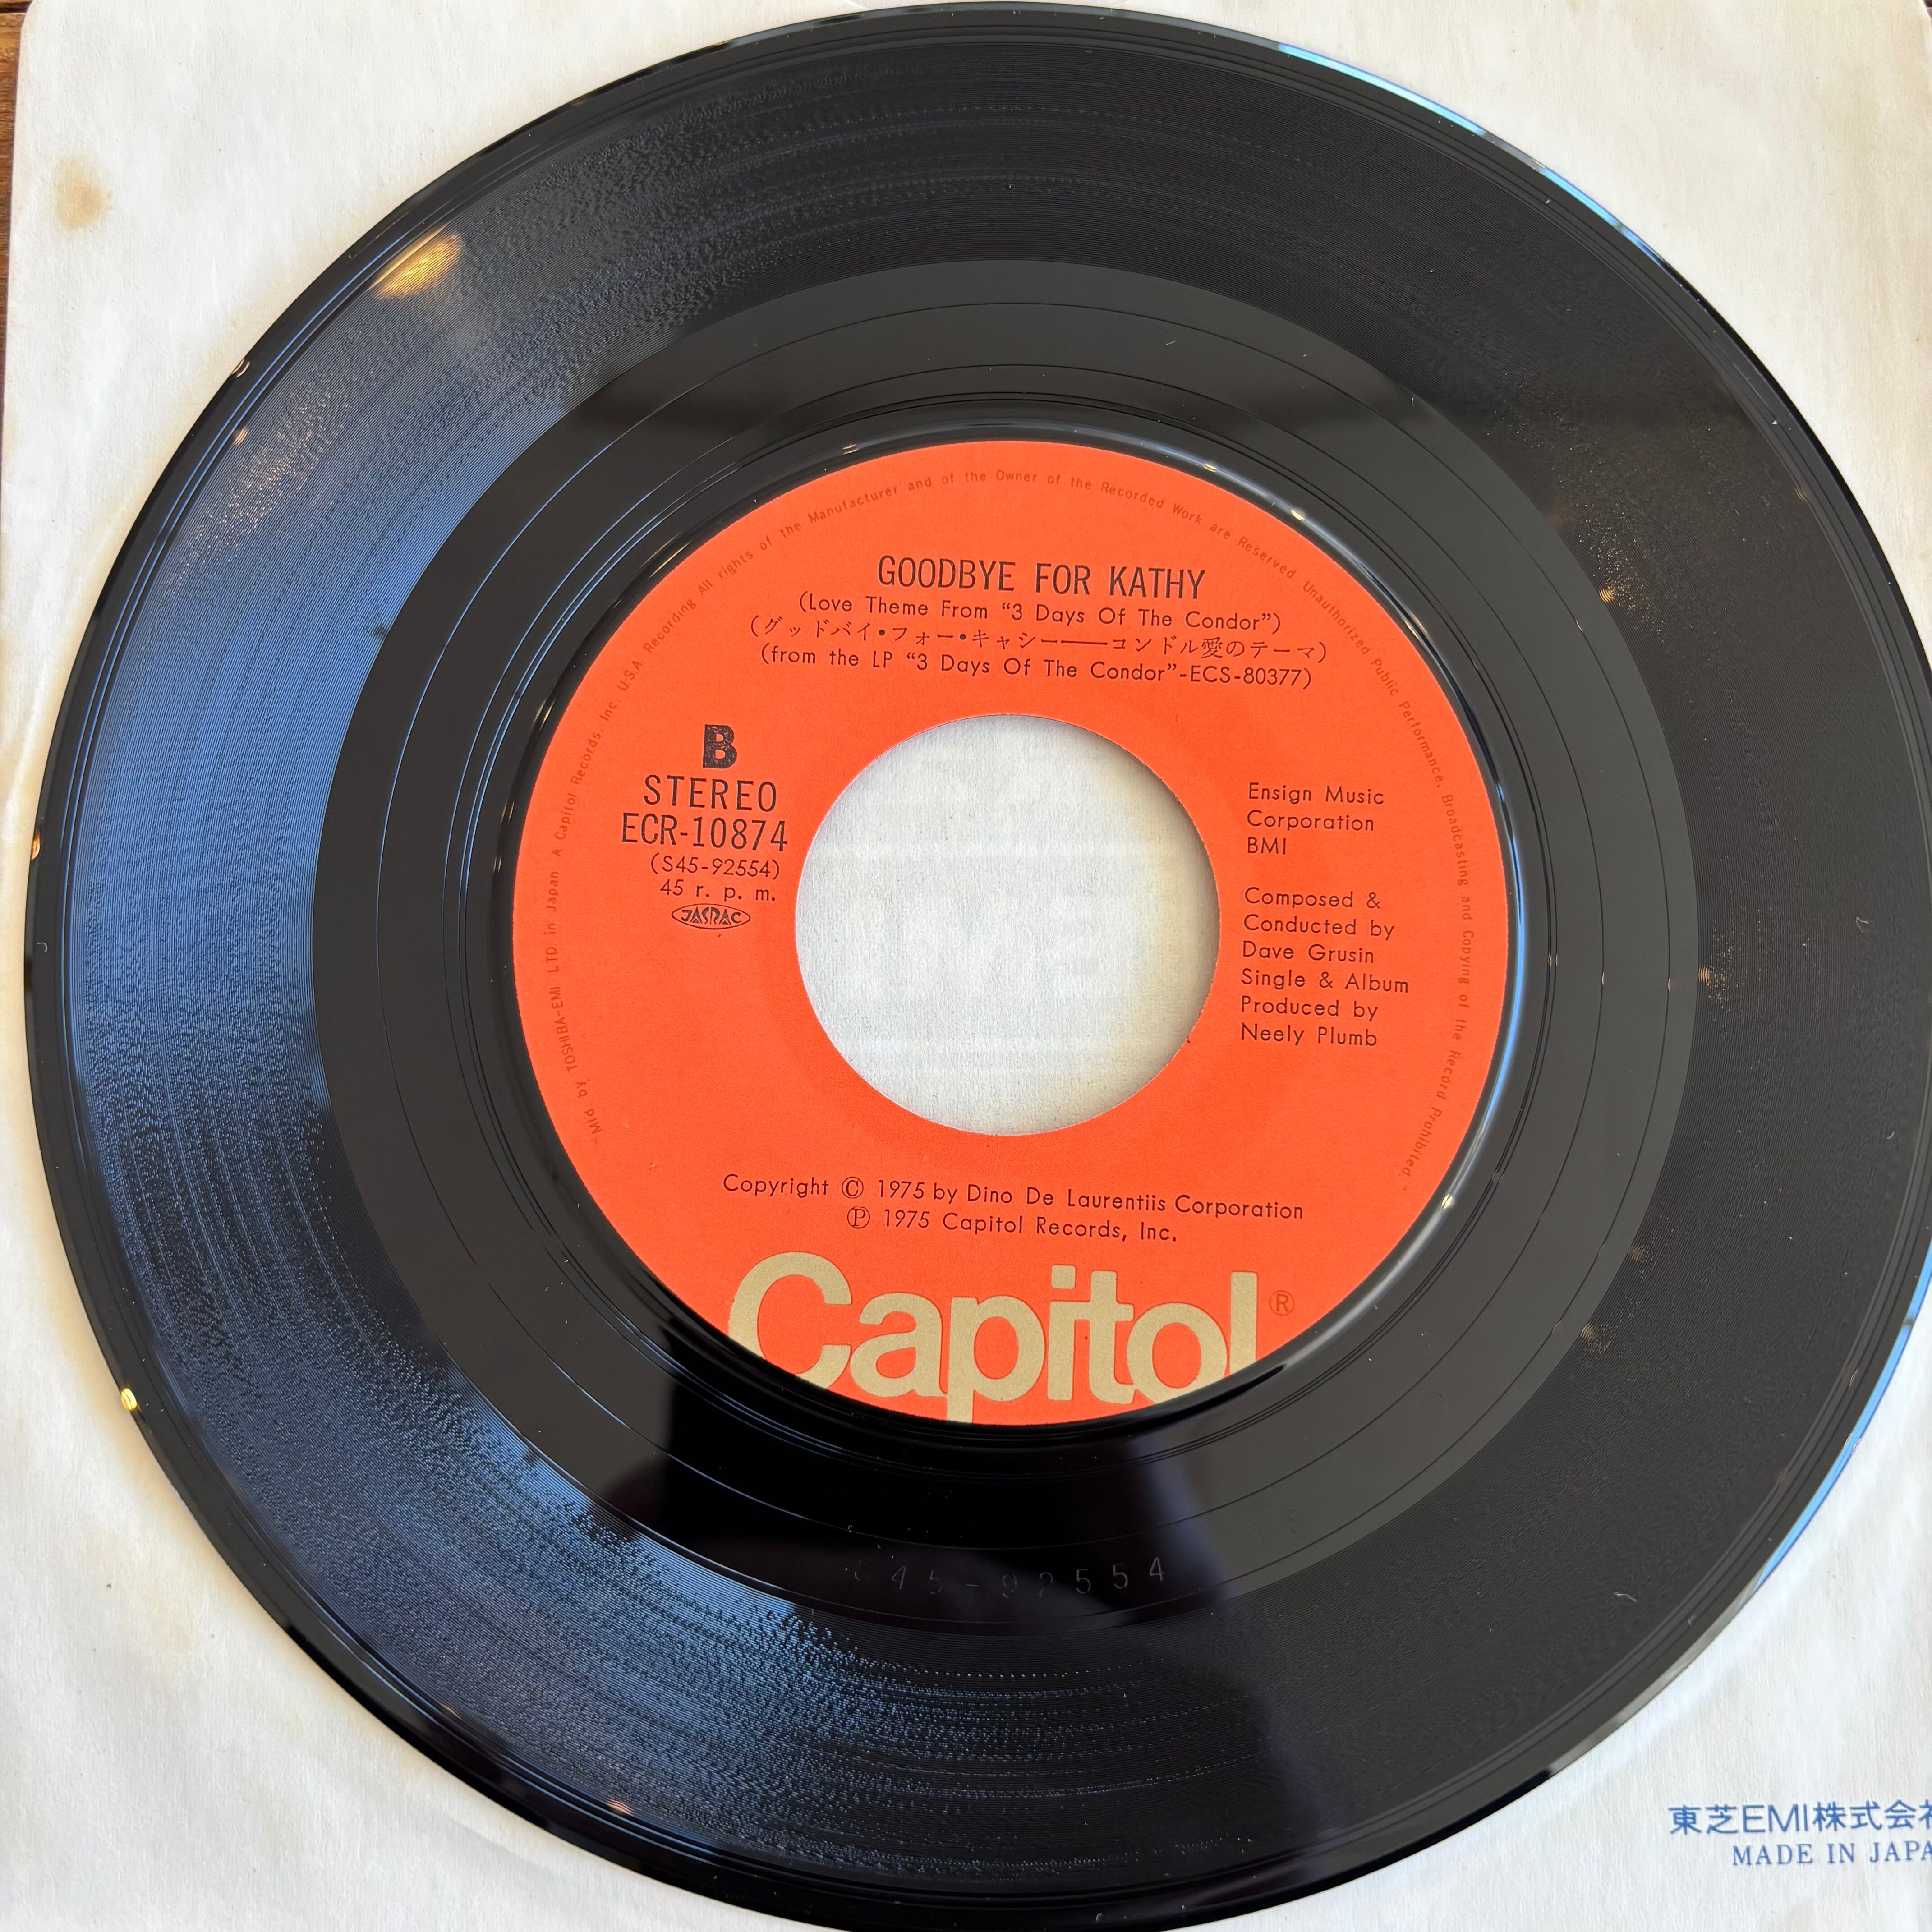 –Mfd by TOSHIBA-EMI LTD in Japan A Capitol Records, Inc. U.S.A. Recording All rights of the Manufacturer and of the Owner of the Recorded Work are Reserved. Unauthorized Public Performance, Broadcasting and Copying of the Record Prohibited –
GOODBYE FOR KATHY
(Love Theme From “3 Days Of The Condor”)
(グッドバイ•フォー•キャシー——コンドル愛のテーマ)
(from the LP “3 Days Of The Condor”-ECS-80377)
B
STEREO
ECR-10874
(S45-92554)
45 r. p. m.
JASRAC
Ensign Music
Corporation
BMI
Composed &
Conducted by
Dave Grusin
Single & Album
Produced by
Neely Plumb
Copyright © 1975 by Dino De Laurentiis Corporation
Ⓟ 1975 Capitol Records, Inc.
Capitol®
S45-92554
東芝EMI株式会社
MADE IN JAPA